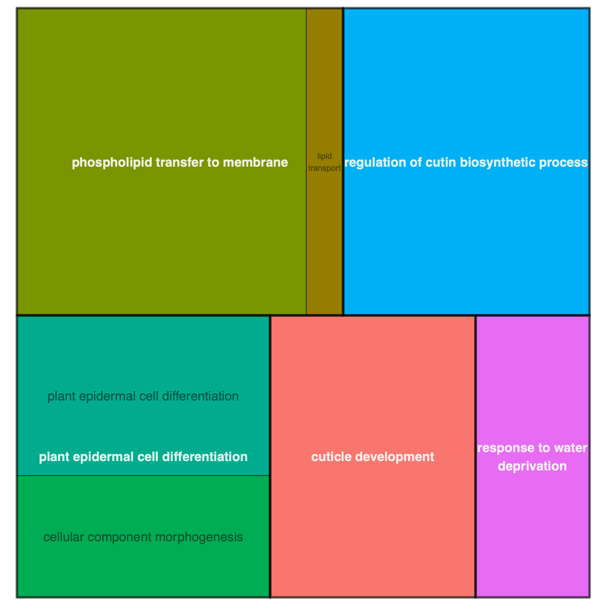 phospholipid transfer to membrane
lipid
transport
regulation of cutin biosynthetic process
plant epidermal cell differentiation
plant epidermal cell differentiation
cuticle development
response to water
deprivation
cellular component morphogenesis